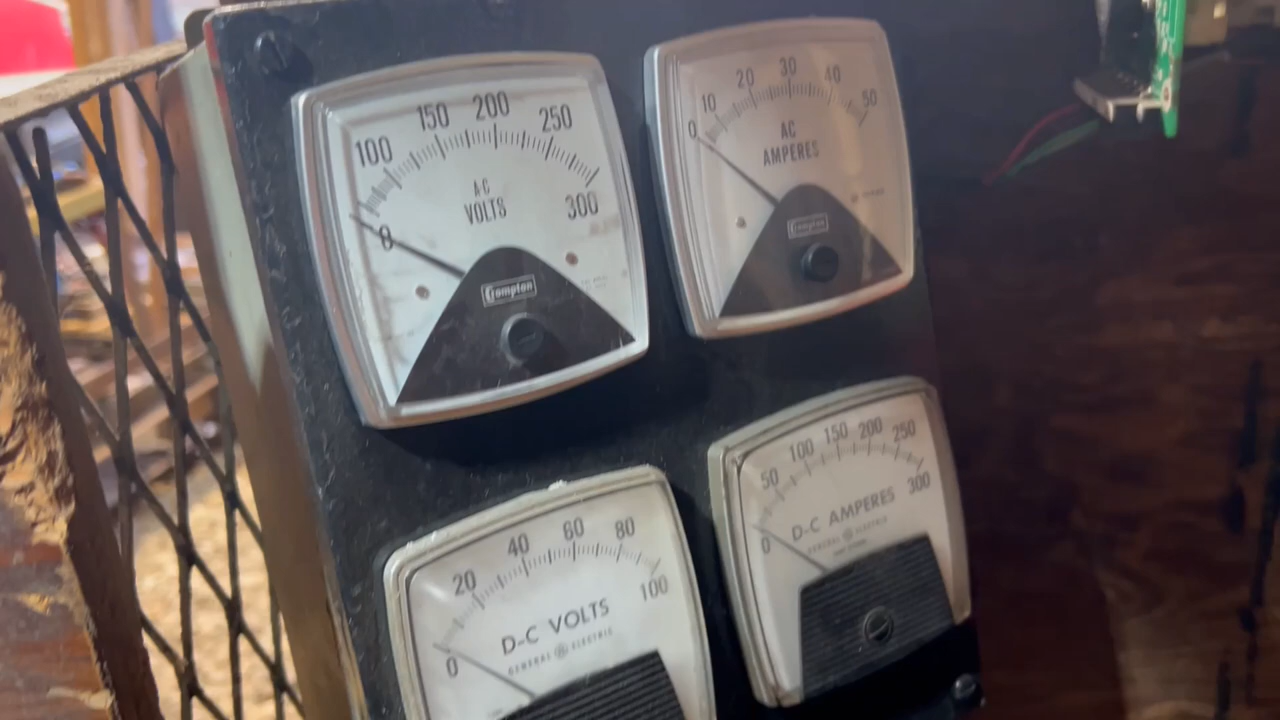 100 150 200 250 300
0
A-C
VOLTS
Crompton
0 10 20 30 40 50
AC
AMPERES
Crompton
0 20 40 60 80 100
D-C VOLTS
GENERAL ELECTRIC
0 50 100 150 200 250 300
D-C AMPERES
GENERAL ELECTRIC